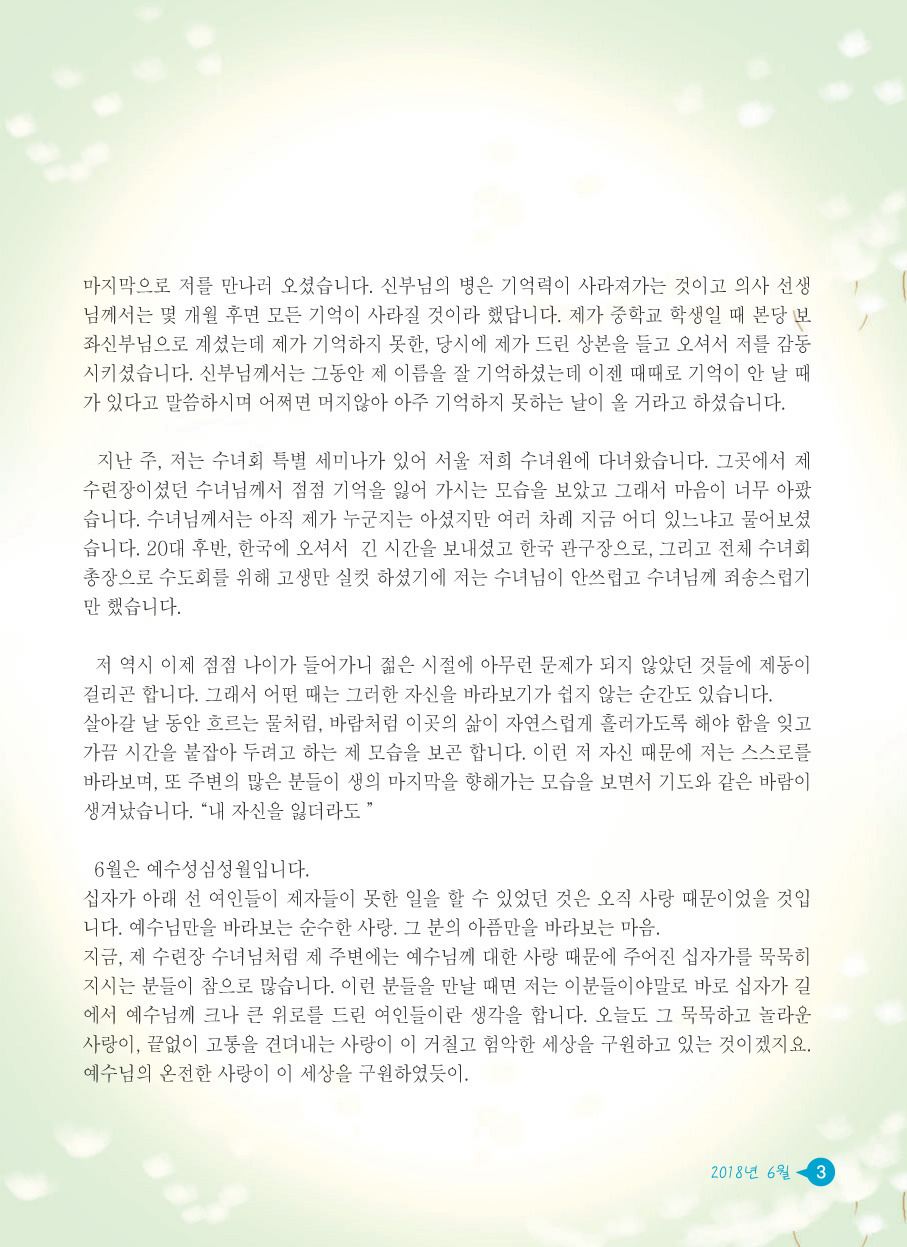 마지막으로 저를 만나러 오셨습니다. 신부님의 병은 기억력이 사라져가는 것이고 의사 선생
님께서는 몇 개월 후면 모든 기억이 사라질 것이라 했답니다. 제가 중학교 학생일 때 본당 보
좌신부님으로 계셨는데 제가 기억하지 못한, 당시에 제가 드린 상본을 들고 오셔서 저를 감동
시키셨습니다. 신부님께서는 그동안 제 이름을 잘 기억하셨는데 이젠 때때로 기억이 안 날 때
가 있다고 말씀하시며 어쩌면 머지않아 아주 기억하지 못하는 날이 올 거라고 하셨습니다.
지난 주, 저는 수녀회 특별 세미나가 있어 서울 저희 수녀원에 다녀왔습니다. 그곳에서 제
수련장이셨던 수녀님께서 점점 기억을 잃어 가시는 모습을 보았고 그래서 마음이 너무 아팠
습니다. 수녀님께서는 아직 제가 누군지는 아셨지만 여러 차례 지금 어디 있느냐고 물어보셨
습니다. 20대 후반, 한국에 오셔서 긴 시간을 보내셨고 한국 관구장으로, 그리고 전체 수녀회
총장으로 수도회를 위해 고생만 실컷 하셨기에 저는 수녀님이 안쓰럽고 수녀님께 죄송스럽기
만 했습니다.
저 역시 이제 점점 나이가 들어가니 젊은 시절에 아무런 문제가 되지 않았던 것들에 제동이
걸리곤 합니다. 그래서 어떤 때는 그러한 자신을 바라보기가 쉽지 않는 순간도 있습니다.
살아갈 날 동안 흐르는 물처럼, 바람처럼 이곳의 삶이 자연스럽게 흘러가도록 해야 함을 잊고
가끔 시간을 붙잡아 두려고 하는 제 모습을 보곤 합니다. 이런 저 자신 때문에 저는 스스로를
바라보며, 또 주변의 많은 분들이 생의 마지막을 향해가는 모습을 보면서 기도와 같은 바람이
생겨났습니다. “내 자신을 잃더라도 ”
6월은 예수성심성월입니다.
십자가 아래 선 여인들이 제자들이 못한 일을 할 수 있었던 것은 오직 사랑 때문이었을 것입
니다. 예수님만을 바라보는 순수한 사랑. 그 분의 아픔만을 바라보는 마음.
지금, 제 수련장 수녀님처럼 제 주변에는 예수님께 대한 사랑 때문에 주어진 십자가를 묵묵히
지시는 분들이 참으로 많습니다. 이런 분들을 만날 때면 저는 이분들이야말로 바로 십자가 길
에서 예수님께 크나 큰 위로를 드린 여인들이란 생각을 합니다. 오늘도 그 묵묵하고 놀라운
사랑이, 끝없이 고통을 견뎌내는 사랑이 이 거칠고 험악한 세상을 구원하고 있는 것이겠지요.
예수님의 온전한 사랑이 이 세상을 구원하였듯이.
2018년 6월 3